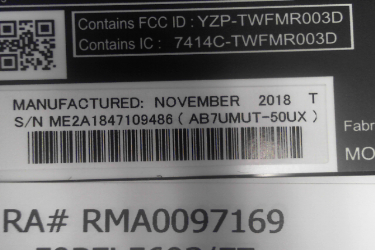 Contains FCC ID : YZP-TWFMR003D
Contains IC : 7414C-TWFMR003D
MANUFACTURED: NOVEMBER 2018 T
S/N ME2A1847109486 ( AB7UMUT-50UX )
Fabr
MO
RA# RMA0097169